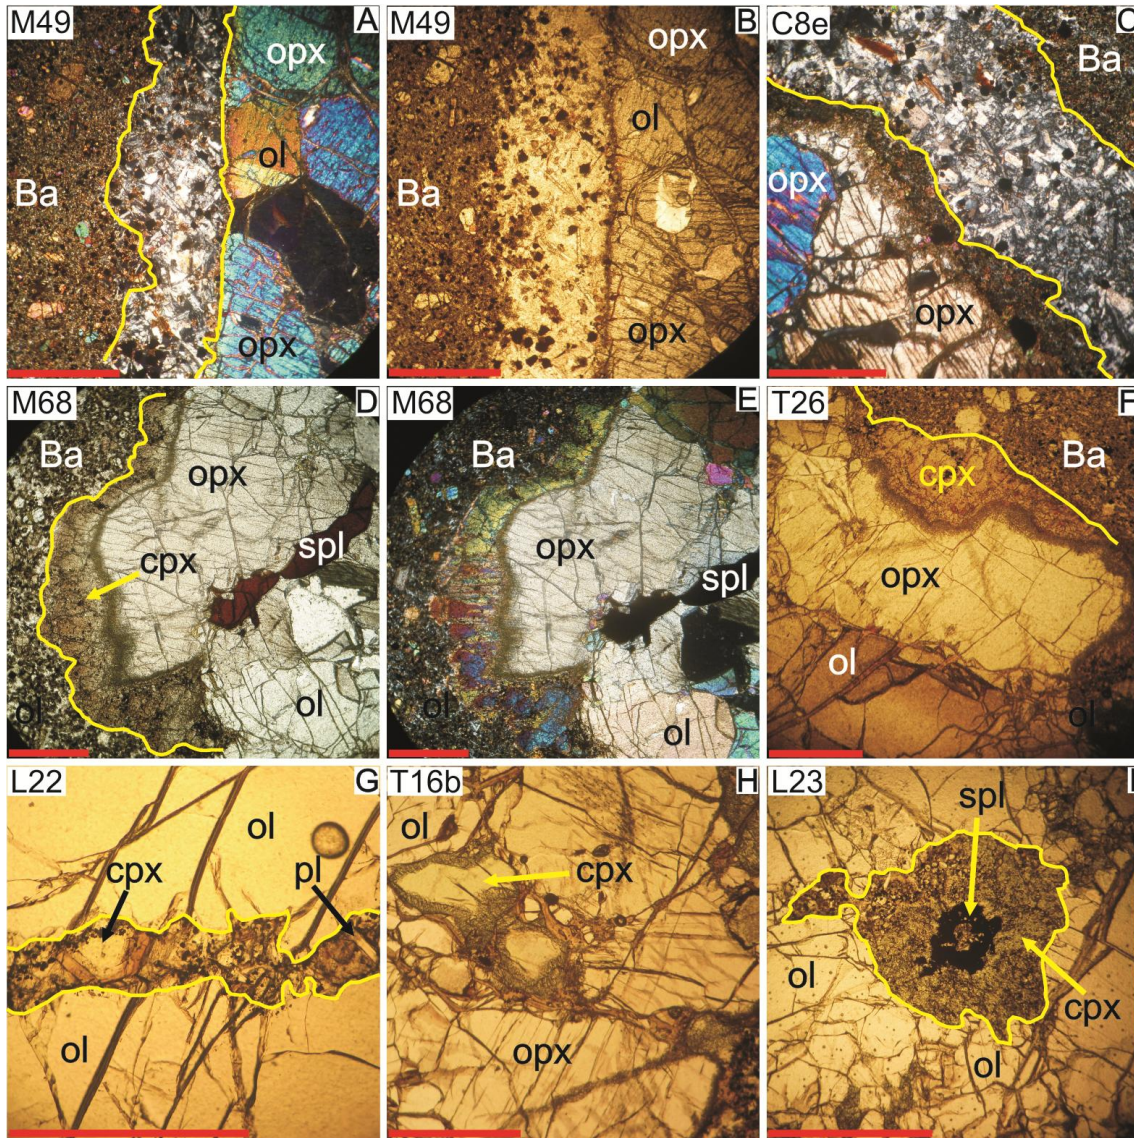 M49 A
opx
ol
Ba
opx
M49 B
opx
ol
Ba
opx
C8e C
Ba
opx
opx
M68 D
Ba
opx
cpx
spl
ol
ol
M68 E
Ba
opx
spl
ol
ol
T26 F
Ba
cpx
opx
ol
ol
L22 G
ol
cpx pl
ol
T16b H
ol
cpx
opx
L23 I
spl
ol
cpx
ol